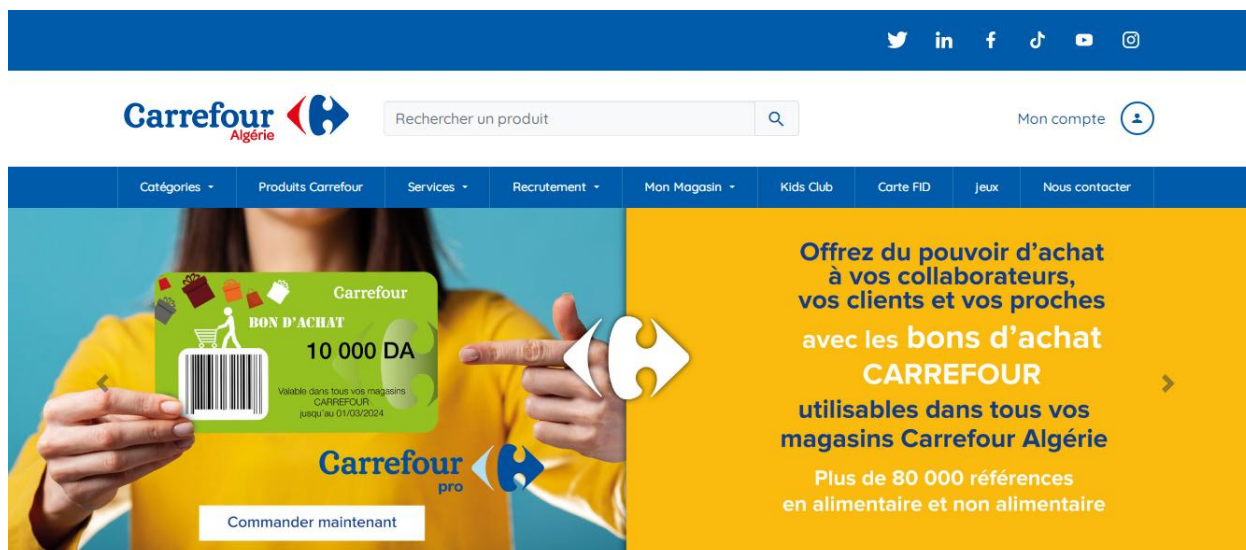 Carrefour
Algérie
Rechercher un produit
Mon compte
Catégories
Produits Carrefour
Services
Recrutement
Mon Magasin
Kids Club
Carte FID
jeux
Nous contacter
Carrefour
BON D'ACHAT
10 000 DA
Valable dans tous vos magasins
CARREFOUR
jusqu'au 01/03/2024
Carrefour
pro
Commander maintenant
Offrez du pouvoir d'achat
à vos collaborateurs,
vos clients et vos proches
avec les bons d'achat
CARREFOUR
utilisables dans tous vos
magasins Carrefour Algérie
Plus de 80 000 références
en alimentaire et non alimentaire